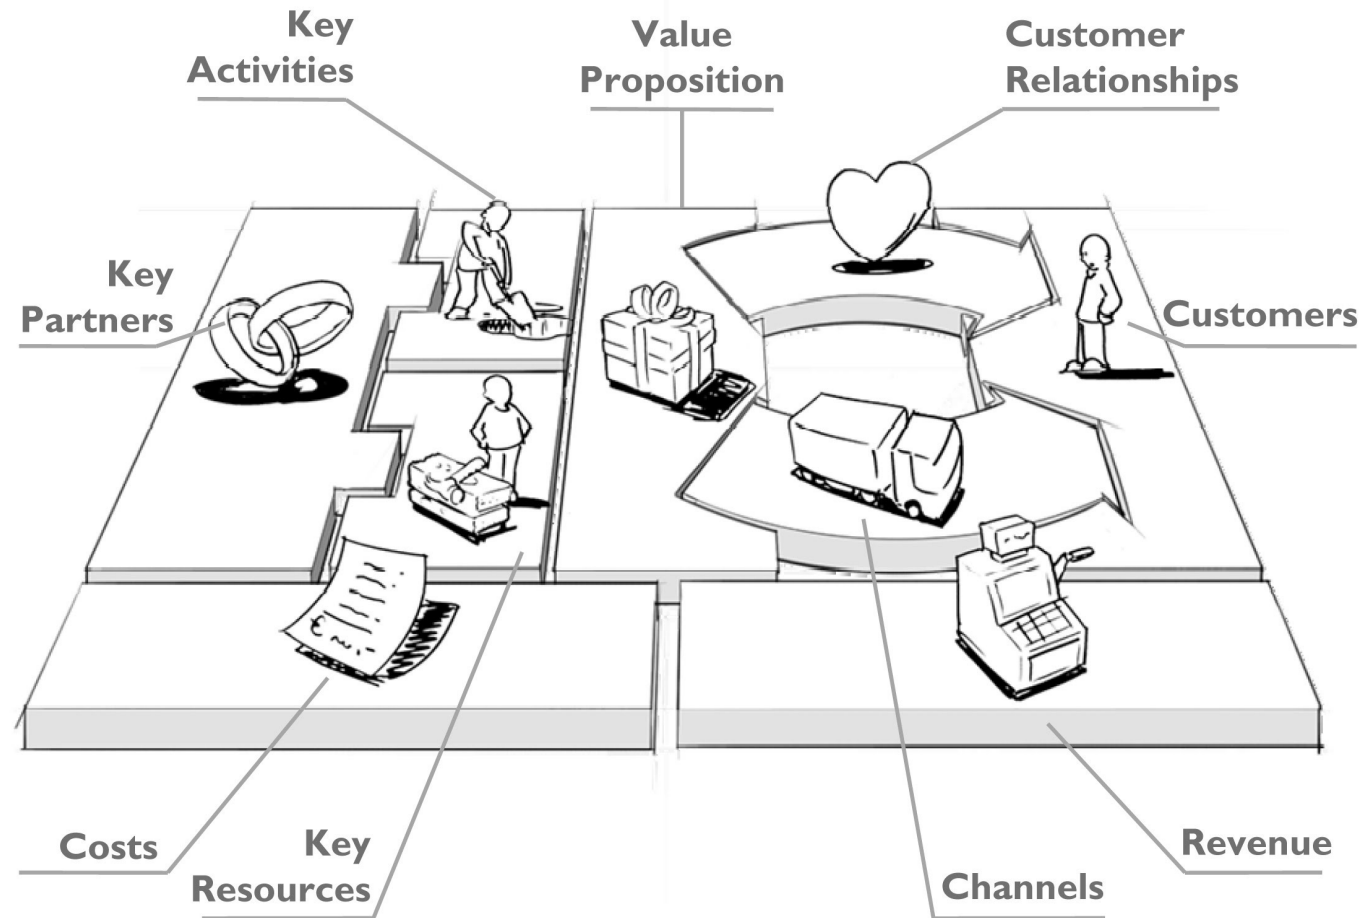 Key
Activities
Value
Proposition
Customer
Relationships
Key
Partners
Customers
€
Costs
Key
Resources
Channels
Revenue